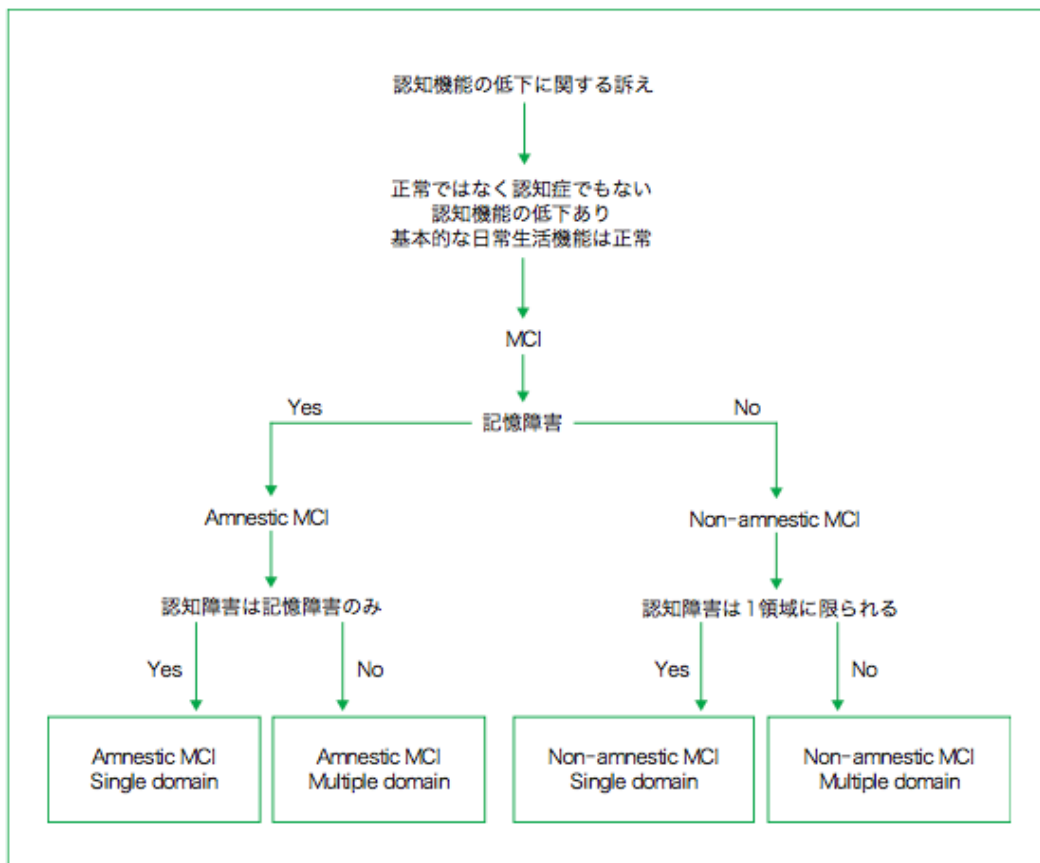 認知機能の低下に関する訴え
正常ではなく認知症でもない
認知機能の低下あり
基本的な日常生活機能は正常
MCI
Yes
記憶障害
No
Amnestic MCI
Non-amnestic MCI
認知障害は記憶障害のみ
認知障害は1領域に限られる
Yes
No
Yes
No
Amnestic MCI
Single domain
Amnestic MCI
Multiple domain
Non-amnestic MCI
Single domain
Non-amnestic MCI
Multiple domain